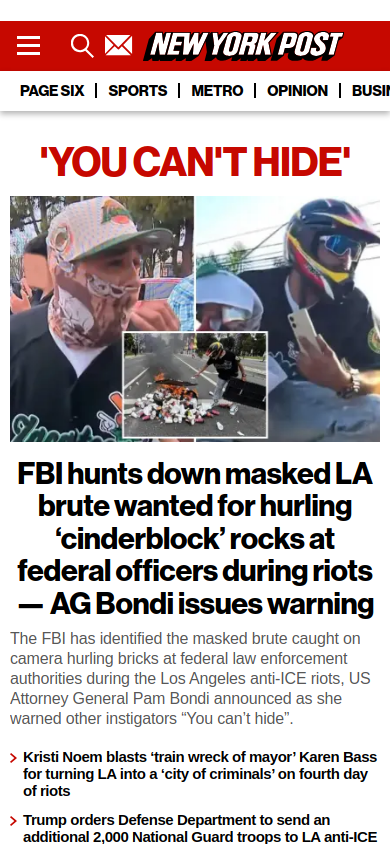 NEW YORK POST
PAGE SIX
SPORTS
METRO
OPINION
BUSI
'YOU CAN'T HIDE'
FBI hunts down masked LA
brute wanted for hurling
‘cinderblock’ rocks at
federal officers during riots
— AG Bondi issues warning
The FBI has identified the masked brute caught on
camera hurling bricks at federal law enforcement
authorities during the Los Angeles anti-ICE riots, US
Attorney General Pam Bondi announced as she
warned other instigators “You can’t hide”.
Kristi Noem blasts ‘train wreck of mayor’ Karen Bass
for turning LA into a ‘city of criminals’ on fourth day
of riots
Trump orders Defense Department to send an
additional 2,000 National Guard troops to LA anti-ICE